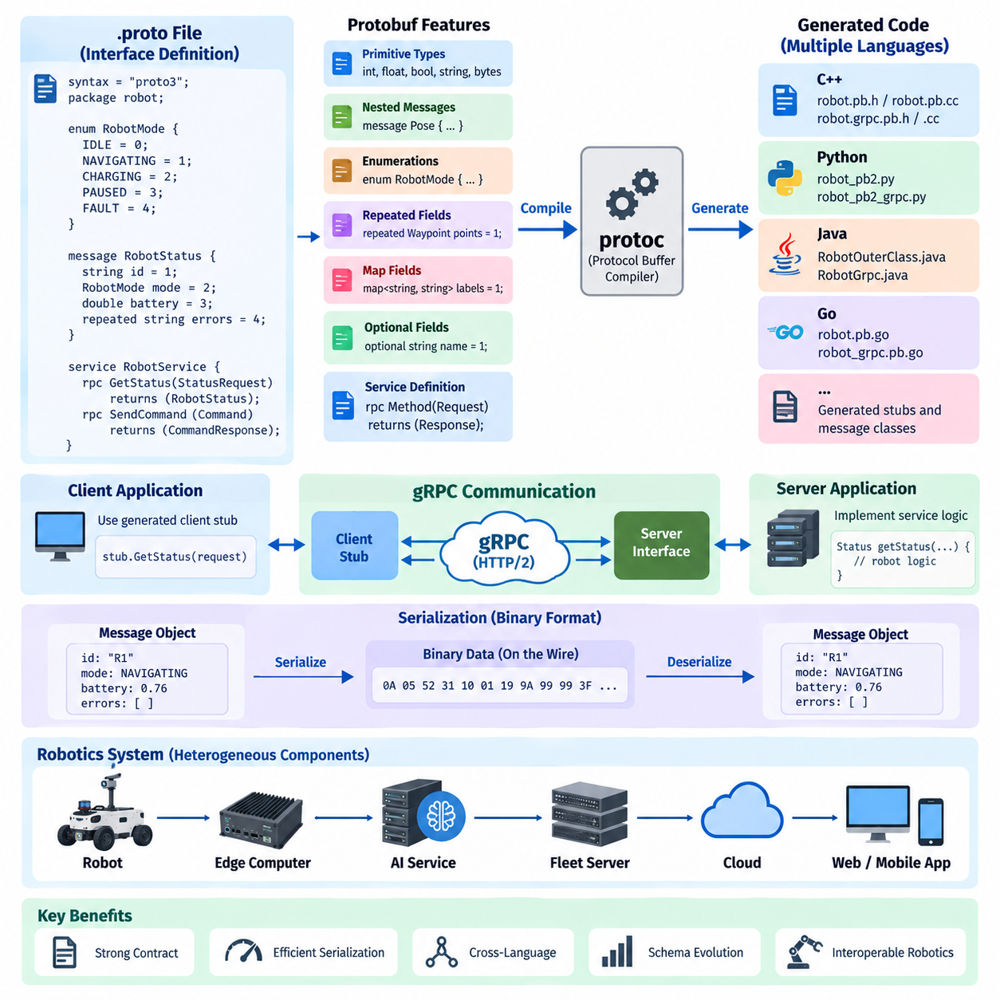 .proto File
(Interface Definition)
syntax = "proto3";
package robot;
enum RobotMode {
IDLE = 0;
NAVIGATING = 1;
CHARGING = 2;
PAUSED = 3;
FAULT = 4;
}
message RobotStatus {
string id = 1;
RobotMode mode = 2;
double battery = 3;
repeated string errors = 4;
}
service RobotService {
rpc GetStatus(StatusRequest)
returns (RobotStatus);
rpc SendCommand (Command)
returns (CommandResponse);
}
Protobuf Features
Primitive Types
int, float, bool, string, bytes
Nested Messages
message Pose { ... }
Enumerations
enum RobotMode { ... }
Repeated Fields
repeated Waypoint points = 1;
Map Fields
map<string, string> labels = 1;
Optional Fields
optional string name = 1;
Service Definition
rpc Method(Request)
returns (Response);
Compile
protoc
(Protocol Buffer
Compiler)
Generate
Generated Code
(Multiple Languages)
C++
robot.pb.h / robot.pb.cc
robot.grpc.pb.h / .cc
Python
robot_pb2.py
robot_pb2_grpc.py
Java
RobotOuterClass.java
RobotGrpc.java
GO
Go
robot.pb.go
robot_grpc.pb.go
...
Generated stubs and
message classes
Client Application
Use generated client stub
stub.GetStatus(request)
gRPC Communication
Client
Stub
gRPC
(HTTP/2)
Server
Interface
Server Application
Implement service logic
Status getStatus(...) {
// robot logic
}
Serialization (Binary Format)
Message Object
id: "R1"
mode: NAVIGATING
battery: 0.76
errors: [ ]
Serialize
Binary Data (On the Wire)
0A 05 52 31 10 01 19 9A 99 99 3F ...
Deserialize
Message Object
id: "R1"
mode: NAVIGATING
battery: 0.76
errors: [ ]
Robotics System (Heterogeneous Components)
Robot
Edge Computer
AI Service
Fleet Server
Cloud
Web / Mobile App
Key Benefits
Strong Contract
Efficient Serialization
Cross-Language
Schema Evolution
Interoperable Robotics